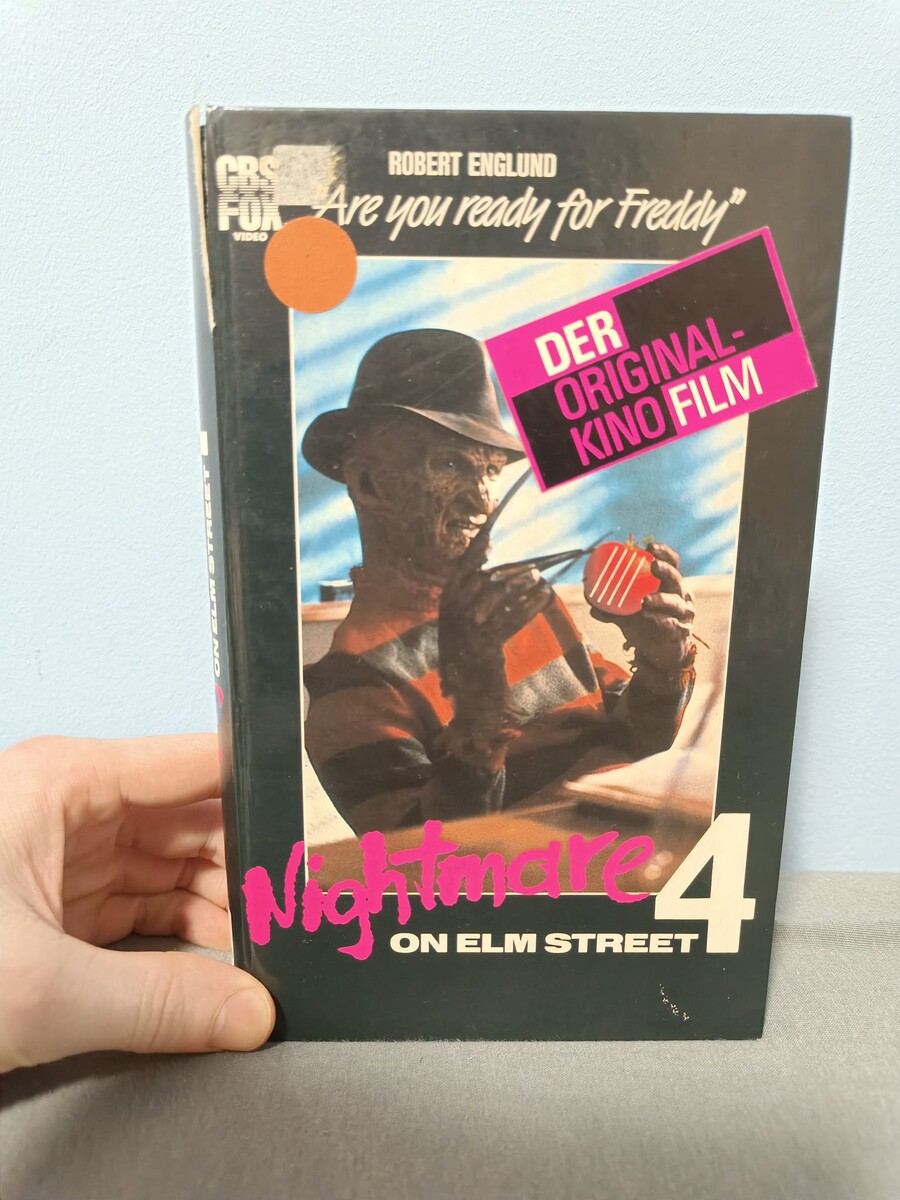 CBS
FOX
VIDEO
ROBERT ENGLUND
"Are you ready for Freddy"
DER
ORIGINAL-
KINO FILM
Nightmare 4
ON ELM STREET
ON ELM STREET